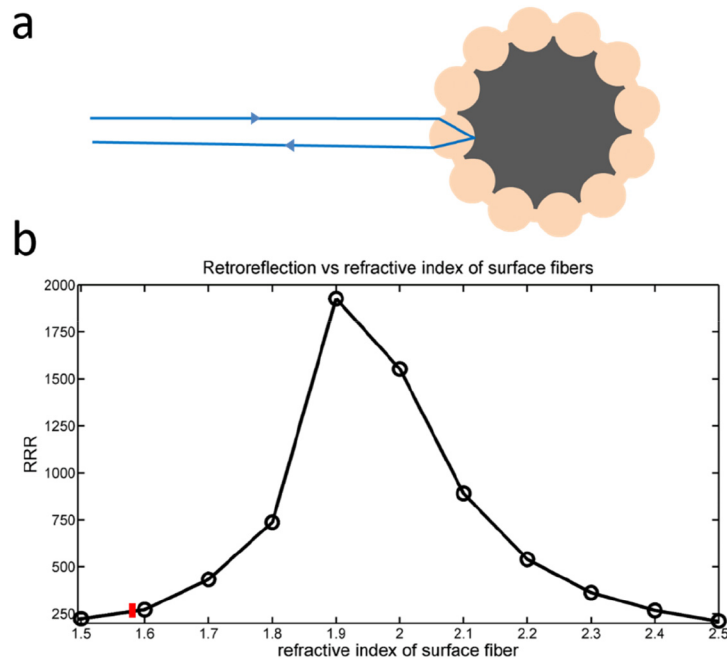 a
b
Retroreflection vs refractive index of surface fibers
2000
1750
1500
1250
1000
750
500
250
RRR
1.5 1.6 1.7 1.8 1.9 2 2.1 2.2 2.3 2.4 2.5
refractive index of surface fiber